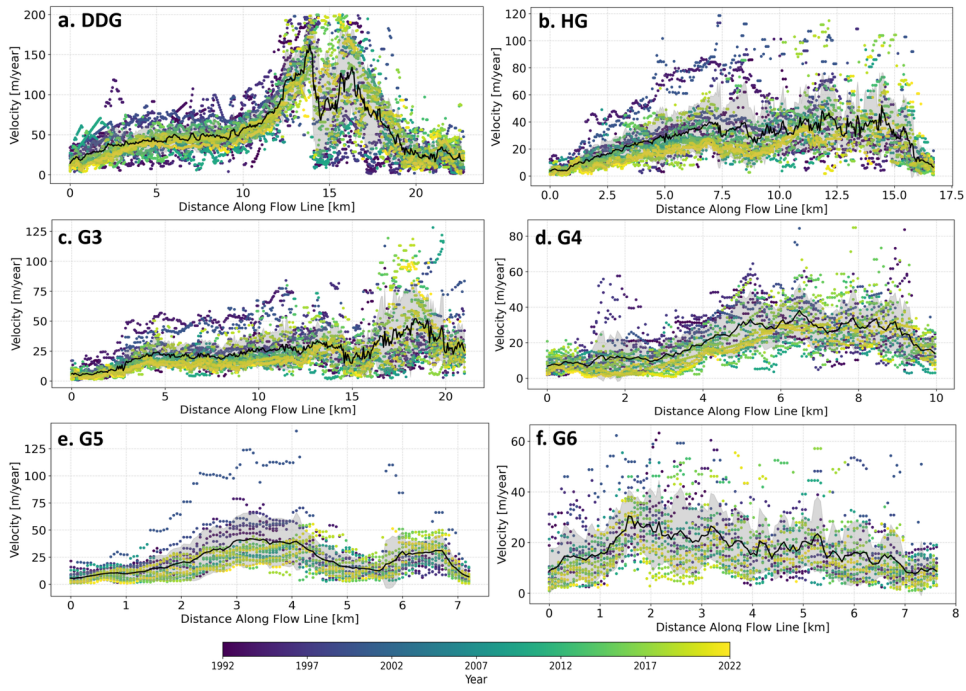 a. DDG
200
150
100
50
0
Velocity [m/year]
0 5 10 15 20
Distance Along Flow Line [km]
b. HG
120
100
80
60
40
20
0
Velocity [m/year]
0.0 2.5 5.0 7.5 10.0 12.5 15.0 17.5
Distance Along Flow Line [km]
c. G3
125
100
75
50
25
0
Velocity [m/year]
0 5 10 15 20
Distance Along Flow Line [km]
d. G4
80
60
40
20
0
Velocity [m/year]
0 2 4 6 8 10
Distance Along Flow Line [km]
e. G5
125
100
75
50
25
0
Velocity [m/year]
0 1 2 3 4 5 6 7
Distance Along Flow Line [km]
f. G6
60
40
20
0
Velocity [m/year]
0 1 2 3 4 5 6 7 8
Distance Along Flow Line [km]
1992 1997 2002 2007 2012 2017 2022
Year